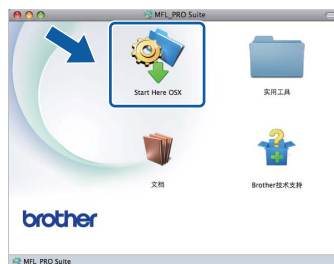 MFL_PRO Suite
Start Here OSX
实用工具
文档
Brother技术支持
brother
MFL_PRO Suite